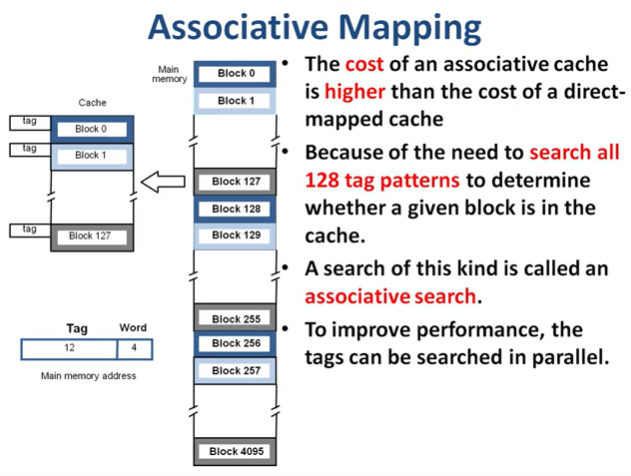 Associative Mapping
Main
memory
Block 0
Block 1
Cache
tag
Block 0
tag
Block 1
tag
Block 127
Block 127
Block 128
Block 129
Block 255
Block 256
Block 257
Block 4095
Tag
Word
12
4
Main memory address
• The cost of an associative cache
is higher than the cost of a direct-
mapped cache
• Because of the need to search all
128 tag patterns to determine
whether a given block is in the
cache.
• A search of this kind is called an
associative search.
• To improve performance, the
tags can be searched in parallel.